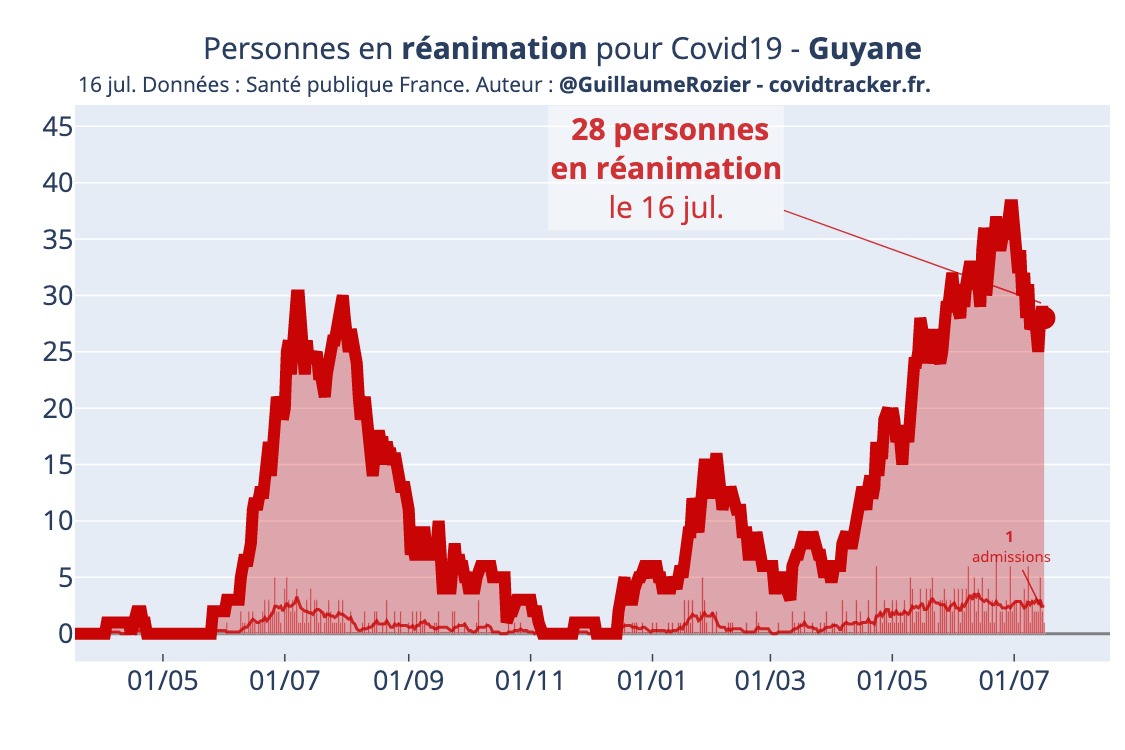 Personnes en réanimation pour Covid19 - Guyane
16 jul. Données : Santé publique France. Auteur : @GuillaumeRozier - covidtracker.fr.
28 personnes
en réanimation
le 16 jul.
45
40
35
30
25
20
15
10
5
0
1
admissions
01/05 01/07 01/09 01/11 01/01 01/03 01/05 01/07